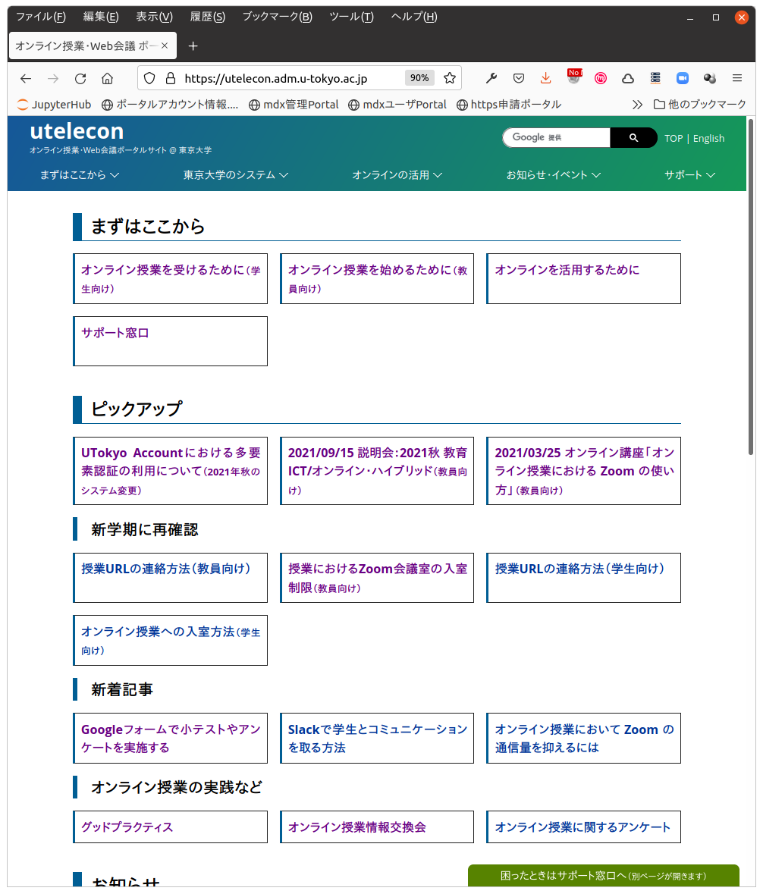 ファイル(F) 編集(E) 表示(V) 履歴(S) ブックマーク(B) ツール(T) ヘルプ(H)
オンライン授業・Web会議 ポー
https://utelecon.adm.u-tokyo.ac.jp 90%
JupyterHub ポータルアカウント情報.… mdx管理Portal mdxユーザPortal https申請ポータル 他のブックマーク
utelecon
オンライン授業・Web会議ポータルサイト @ 東京大学
Google 提供
TOP | English
まずはここから 東京大学のシステム オンラインの活用 お知らせ・イベント サポート
まずはここから
オンライン授業を受けるために（学
生向け）
オンライン授業を始めるために（教
員向け）
オンラインを活用するために
サポート窓口
ピックアップ
UTokyo Accountにおける多要
素認証の利用について（2021年秋の
システム変更）
2021/09/15 説明会：2021秋 教育
ICT/オンライン・ハイブリッド（教員向
け）
2021/03/25 オンライン講座「オン
ライン授業における Zoom の使い
方」（教員向け）
新学期に再確認
授業URLの連絡方法（教員向け）
授業におけるZoom会議室の入室
制限（教員向け）
授業URLの連絡方法（学生向け）
オンライン授業への入室方法（学生
向け）
新着記事
Googleフォームで小テストやアン
ケートを実施する
Slackで学生とコミュニケーション
を取る方法
オンライン授業において Zoom の
通信量を抑えるには
オンライン授業の実践など
グッドプラクティス
オンライン授業情報交換会
オンライン授業に関するアンケート
お知らせ
困ったときはサポート窓口へ（別ページが開きます）